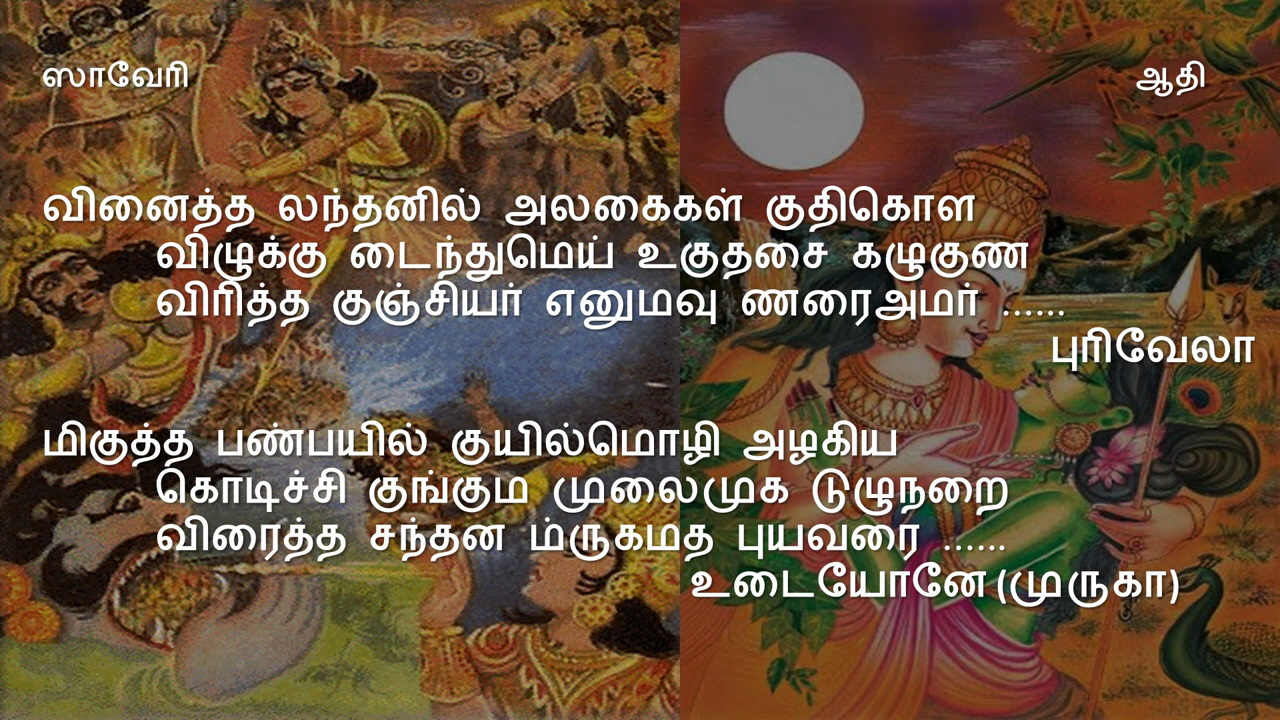 ஸாவேரி
ஆதி
வினைத்த லந்தனில் அலகைகள் குதிகொள
விழுக்கு டைந்துமெய் உகுதசை கழுகுண
விரித்த குஞ்சியர் எனுமவு ணரைஅமர் ......
புரிவேலா
மிகுத்த பண்பயில் குயில்மொழி அழகிய
கொடிச்சி குங்கும முலைமுக டுழுநறை
விரைத்த சந்தன ம்ருகமத புயவரை ......
உடையோனே(முருகா)